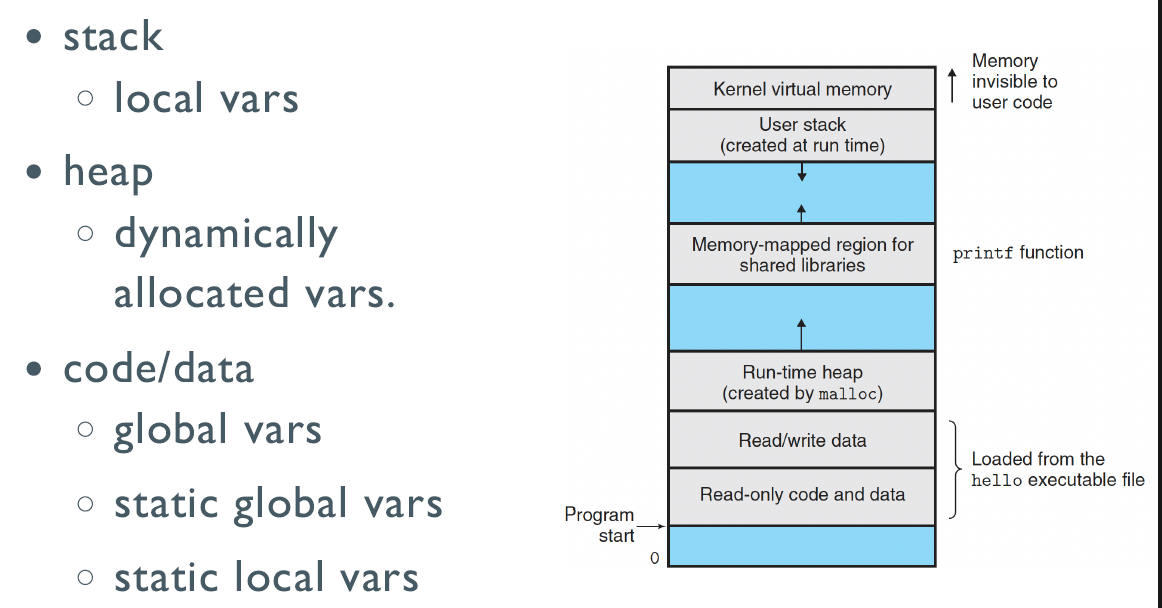 • stack
○ local vars
• heap
○ dynamically
allocated vars.
• code/data
○ global vars
○ static global vars
○ static local vars
Memory
invisible to
user code
Kernel virtual memory
User stack
(created at run time)
Memory-mapped region for
shared libraries
printf function
Run-time heap
(created by malloc)
Read/write data
Loaded from the
hello executable file
Read-only code and data
Program
start
0